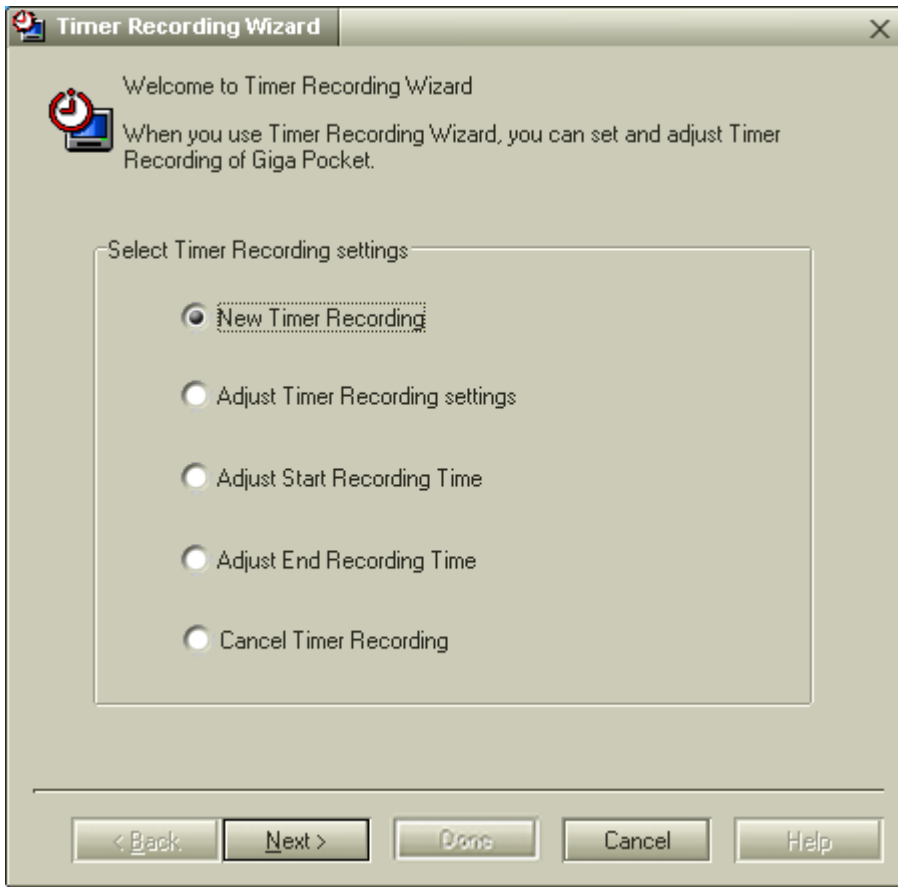 Timer Recording Wizard
Welcome to Timer Recording Wizard
When you use Timer Recording Wizard, you can set and adjust Timer
Recording of Giga Pocket.
Select Timer Recording settings
New Timer Recording
Adjust Timer Recording settings
Adjust Start Recording Time
Adjust End Recording Time
Cancel Timer Recording
< Back
Next >
Done
Cancel
Help